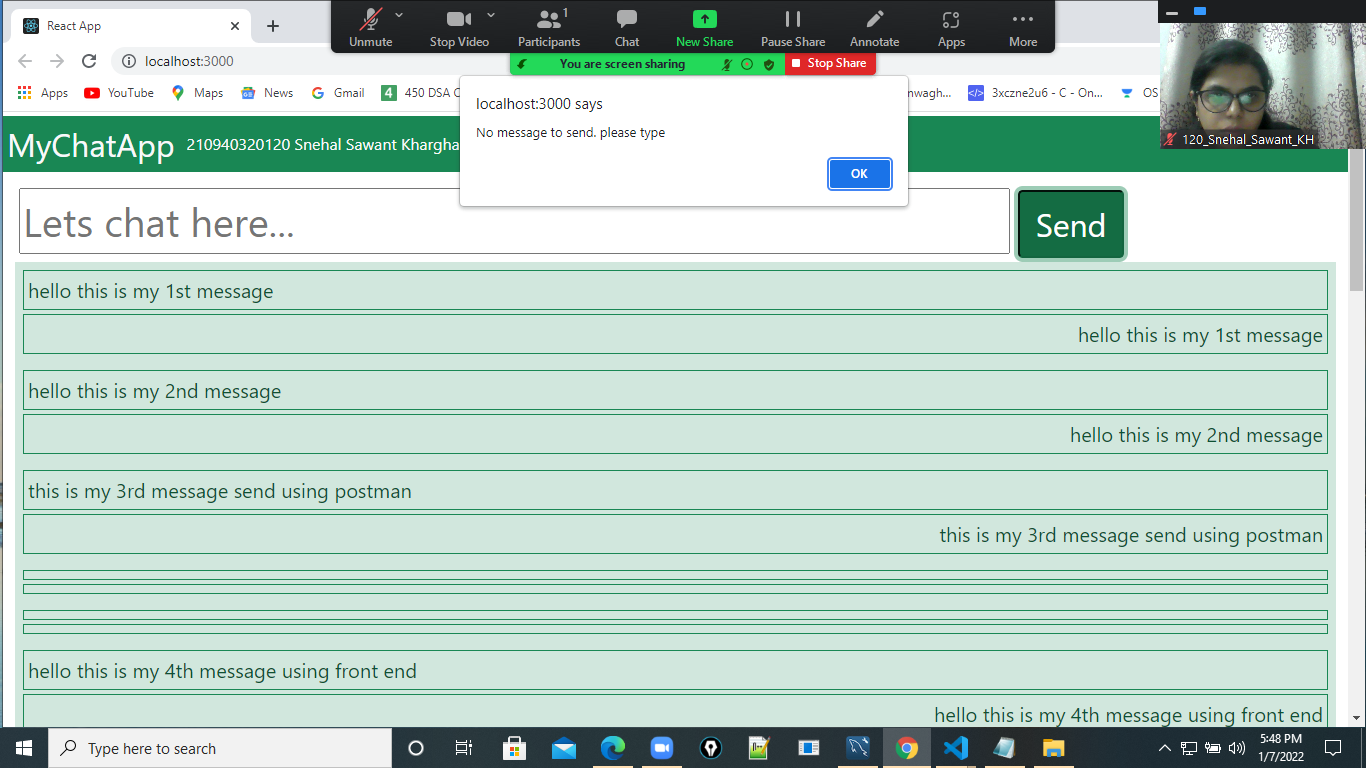 React App
Unmute
Stop Video
1
Participants
Chat
New Share
Pause Share
Annotate
Apps
More
You are screen sharing
Stop Share
localhost:3000
Apps
YouTube
Maps
News
Gmail
4
450 DSA
nwagh...
</> 3xczne2u6 - C - On...
OS
localhost:3000 says
No message to send. please type
OK
120_Snehal_Sawant_KH
MyChatApp
210940320120 Snehal Sawant Khargha
Lets chat here...
Send
hello this is my 1st message
hello this is my 1st message
hello this is my 2nd message
hello this is my 2nd message
this is my 3rd message send using postman
this is my 3rd message send using postman
hello this is my 4th message using front end
hello this is my 4th message using front end
Type here to search
5:48 PM
1/7/2022